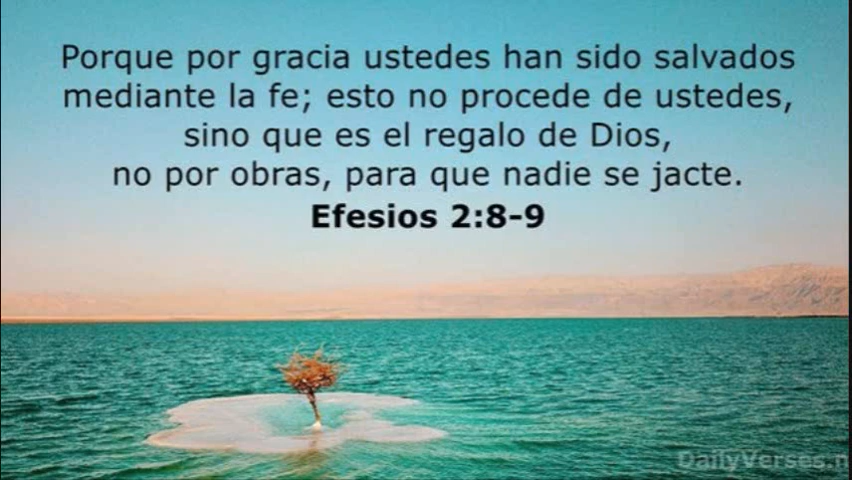 Porque por gracia ustedes han sido salvados
mediante la fe; esto no procede de ustedes,
sino que es el regalo de Dios,
no por obras, para que nadie se jacte.
Efesios 2:8-9
DailyVerses.n